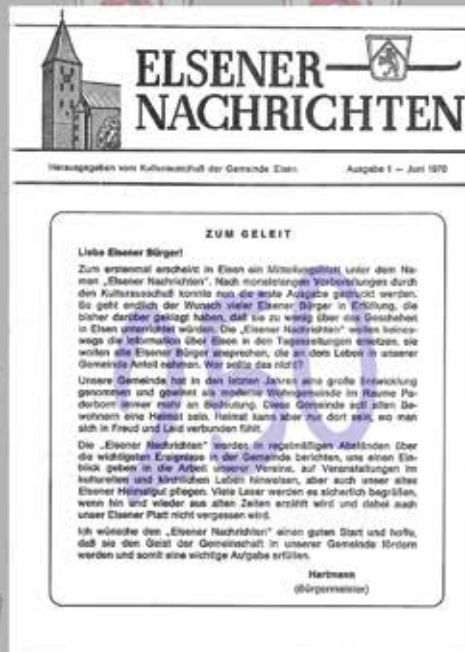 ELSENER
NACHRICHTEN
Herausgegeben vom Kulturausschuß der Gemeinde Elsen Ausgabe 1 — Juni 1970
ZUM GELEIT
Liebe Elsener Bürger!
Zum erstenmal erscheint in Elsen ein Mitteilungsblatt unter dem Na-
men „Elsener Nachrichten". Nach monatelangen Vorbereitungen durch
den Kulturausschuß konnte nun die erste Ausgabe gedruckt werden.
So geht endlich der Wunsch vieler Elsener Bürger in Erfüllung, die
bisher darüber geklagt haben, daß sie zu wenig über das Geschehen
in Elsen unterrichtet würden. Die „Elsener Nachrichten" wollen keines-
wegs die Information über Elsen in den Tageszeitungen ersetzen, sie
wollen alle Elsener Bürger ansprechen, die an dem Leben in unserer
Gemeinde Anteil nehmen. Wer sollte das nicht?
Unsere Gemeinde hat in den letzten Jahren eine große Entwicklung
genommen und gewinnt als moderne Wohngemeinde im Raume Pa-
derborn immer mehr an Bedeutung. Diese Gemeinde soll allen Be-
wohnern eine Heimat sein. Heimat kann aber nur dort sein, wo man
sich in Freud und Leid verbunden fühlt.
Die „Elsener Nachrichten" werden in regelmäßigen Abständen über
die wichtigsten Ereignisse in der Gemeinde berichten, uns einen Ein-
blick geben in die Arbeit unserer Vereine, auf Veranstaltungen im
kulturellen und kirchlichen Leben hinweisen, aber auch unser altes
Elsener Heimatgut pflegen. Viele Leser werden es sicherlich begrüßen,
wenn hin und wieder aus alten Zeiten erzählt wird und dabei auch
unser Elsener Platt nicht vergessen wird.
Ich wünsche den „Elsener Nachrichten" einen guten Start und hoffe,
daß sie den Geist der Gemeinschaft in unserer Gemeinde fördern
werden und somit eine wichtige Aufgabe erfüllen.
Hartmann
(Bürgermeister)